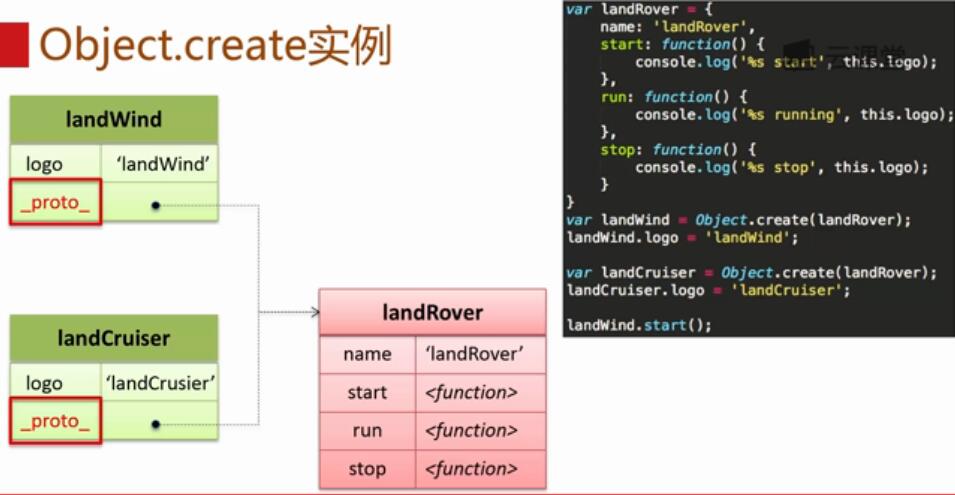 Object.create实例
landWind
logo ‘landWind’
_proto_
landCruiser
logo ‘landCrusier’
_proto_
landRover
name ‘landRover’
start <function>
run <function>
stop <function>
var landRover = {
name: 'landRover',
start: function() {
console.log('%s start', this.logo);
},
run: function() {
console.log('%s running', this.logo);
},
stop: function() {
console.log('%s stop', this.logo);
}
}
var landWind = Object.create(landRover);
landWind.logo = 'landWind';
var landCruiser = Object.create(landRover);
landCruiser.logo = 'landCruiser';
landWind.start();
云课堂